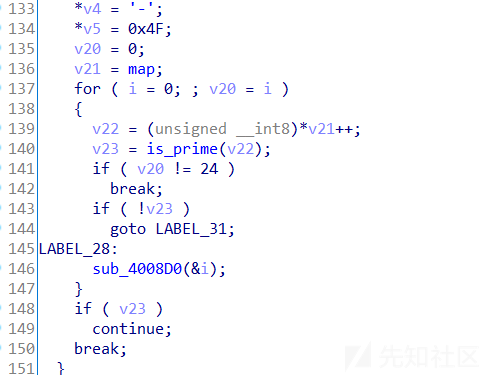 133 *v4 = '-';
134 *v5 = 0x4F;
135 v20 = 0;
136 v21 = map;
137 for ( i = 0; ; v20 = i )
138 {
139 v22 = (unsigned __int8)*v21++;
140 v23 = is_prime(v22);
141 if ( v20 != 24 )
142 break;
143 if ( !v23 )
144 goto LABEL_31;
145 LABEL_28:
146 sub_4008D0(&i);
147 }
148 if ( v23 )
149 continue;
150 break;
151 }
先知社区